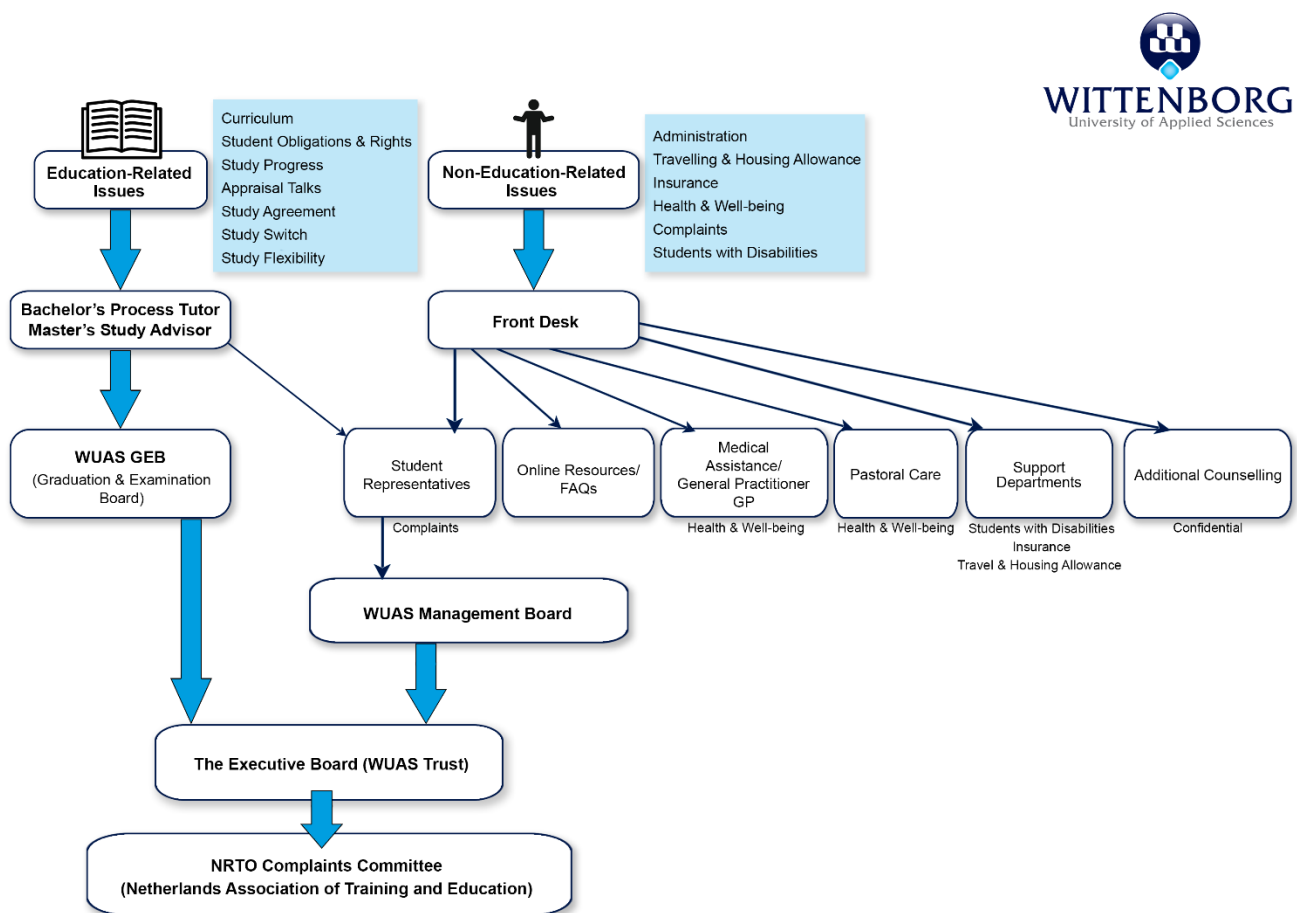 WITTENBORG
University of Applied Sciences
Education-Related
Issues
Curriculum
Student Obligations & Rights
Study Progress
Appraisal Talks
Study Agreement
Study Switch
Study Flexibility
Non-Education-Related
Issues
Administration
Travelling & Housing Allowance
Insurance
Health & Well-being
Complaints
Students with Disabilities
Bachelor's Process Tutor
Master's Study Advisor
Front Desk
WUAS GEB
(Graduation & Examination
Board)
Student
Representatives
Complaints
Online Resources/
FAQs
Medical
Assistance/
General Practitioner
GP
Health & Well-being
Pastoral Care
Health & Well-being
Support
Departments
Students with Disabilities
Insurance
Travel & Housing Allowance
Additional Counselling
Confidential
WUAS Management Board
The Executive Board (WUAS Trust)
NRTO Complaints Committee
(Netherlands Association of Training and Education)